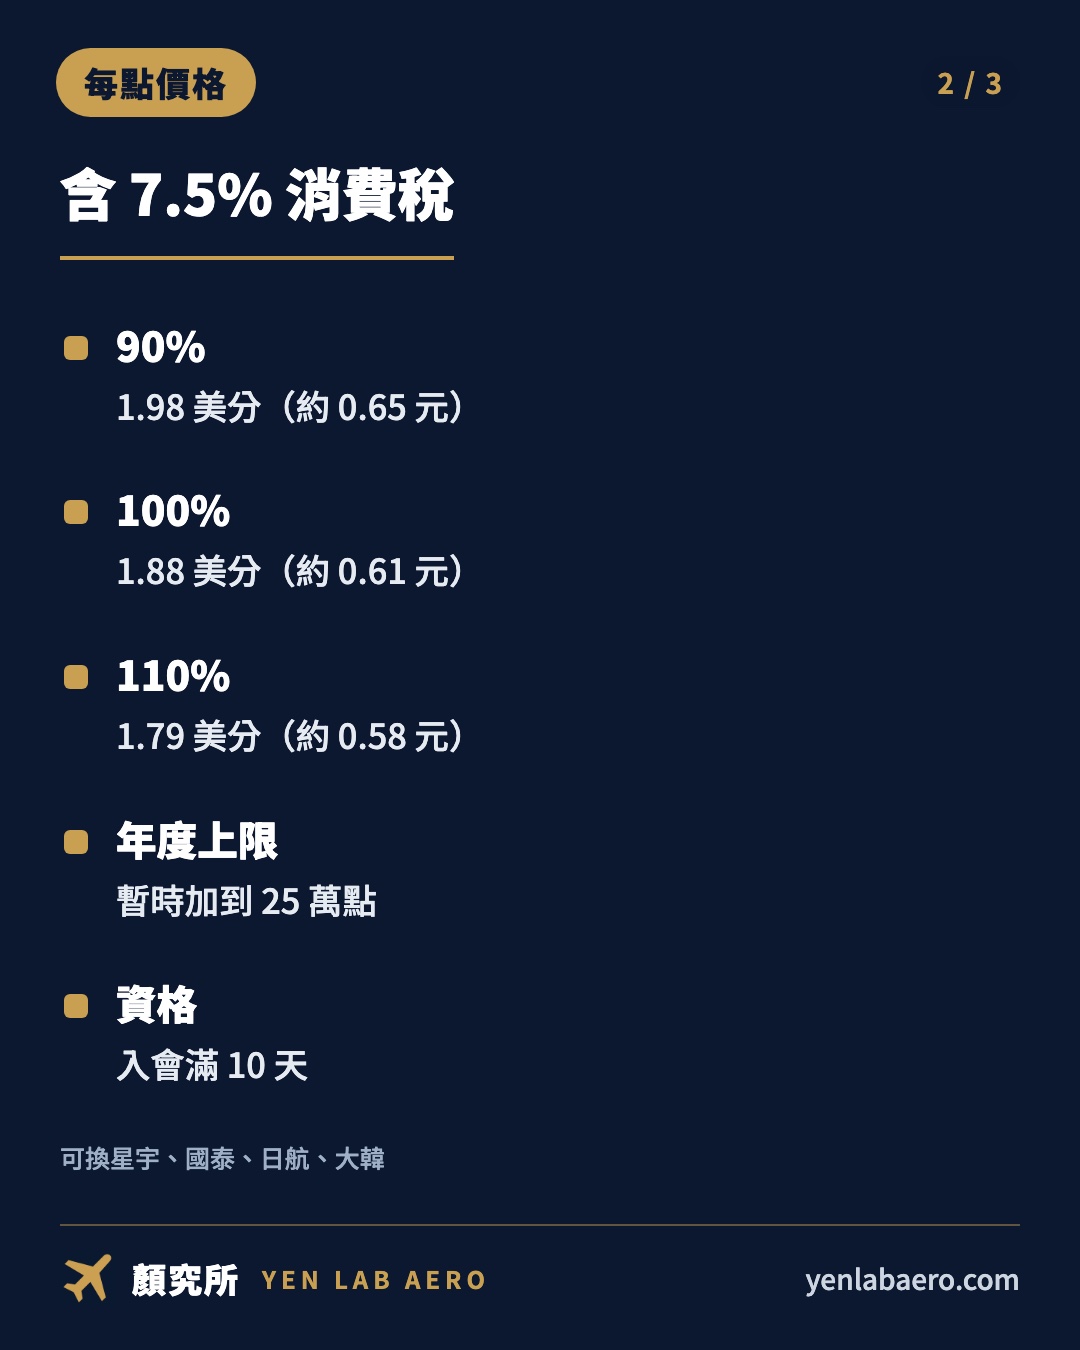 每點價格
2 / 3
含 7.5% 消費稅
90%
1.98 美分（約 0.65 元）
100%
1.88 美分（約 0.61 元）
110%
1.79 美分（約 0.58 元）
年度上限
暫時加到 25 萬點
資格
入會滿 10 天
可換星宇、國泰、日航、大韓
顏究所 YEN LAB AERO
yenlabaero.com